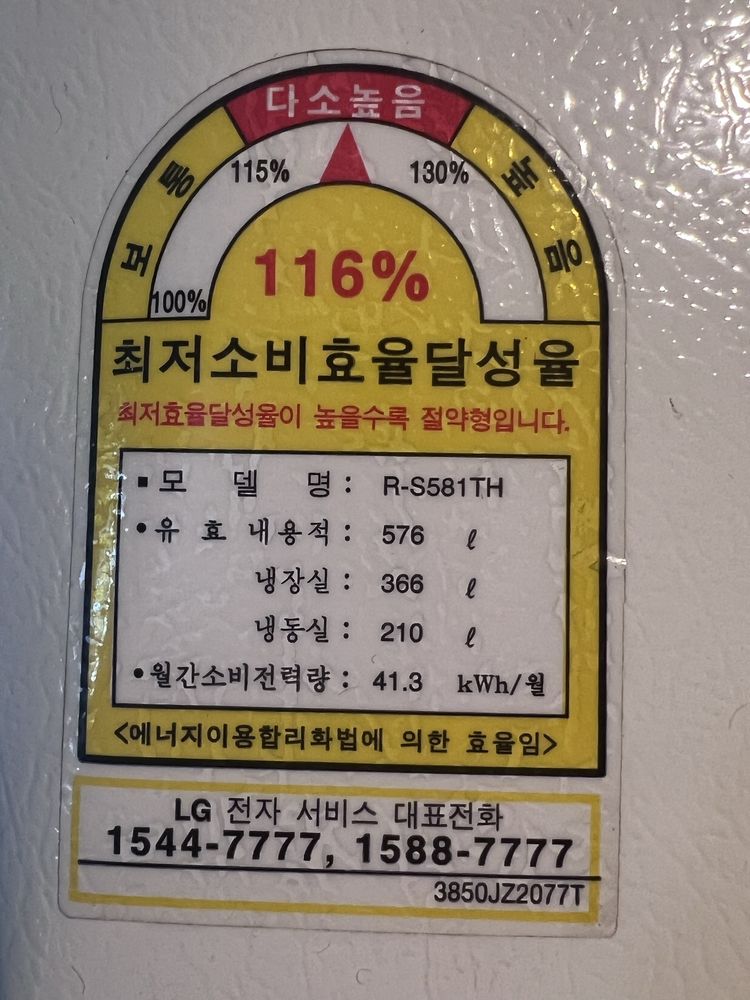 다소높음
보통
높음
115%
130%
100%
116%
최저소비효율달성율
최저효율달성율이 높을수록 절약형입니다.
▪ 모 델 명 : R-S581TH
• 유 효 내용적 : 576 ℓ
냉장실 : 366 ℓ
냉동실 : 210 ℓ
• 월간소비전력량 : 41.3 kWh/월
<에너지이용합리화법에 의한 효율임>
LG 전자 서비스 대표전화
1544-7777, 1588-7777
3850JZ2077T